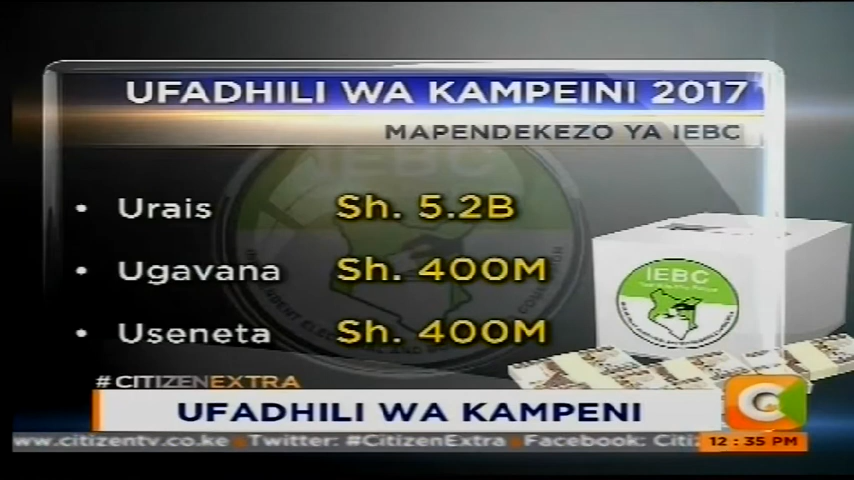 UFADHILI WA KAMPEINI 2017
MAPENDEKEZO YA IEBC
• Urais Sh. 5.2B
• Ugavana Sh. 400M
• Useneta Sh. 400M
IEBC
IEBC
#CITIZENEXTRA
UFADHILI WA KAMPENI
www.citizentv.co.ke Twitter: #CitizenExtra Facebook: Citi
12:35 PM